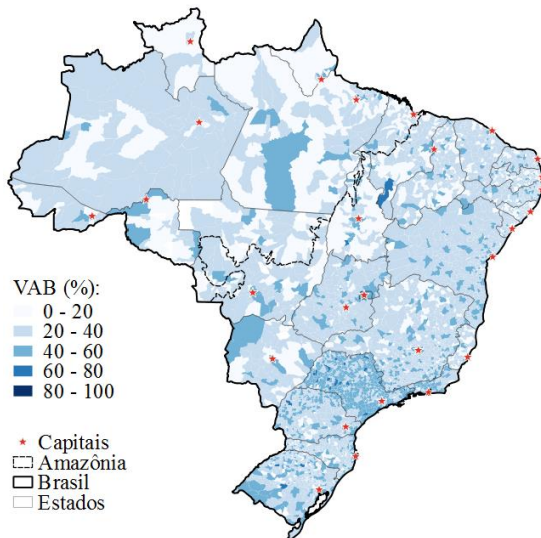 VAB (%):
0 - 20
20 - 40
40 - 60
60 - 80
80 - 100
Capitais
Amazônia
Brasil
Estados